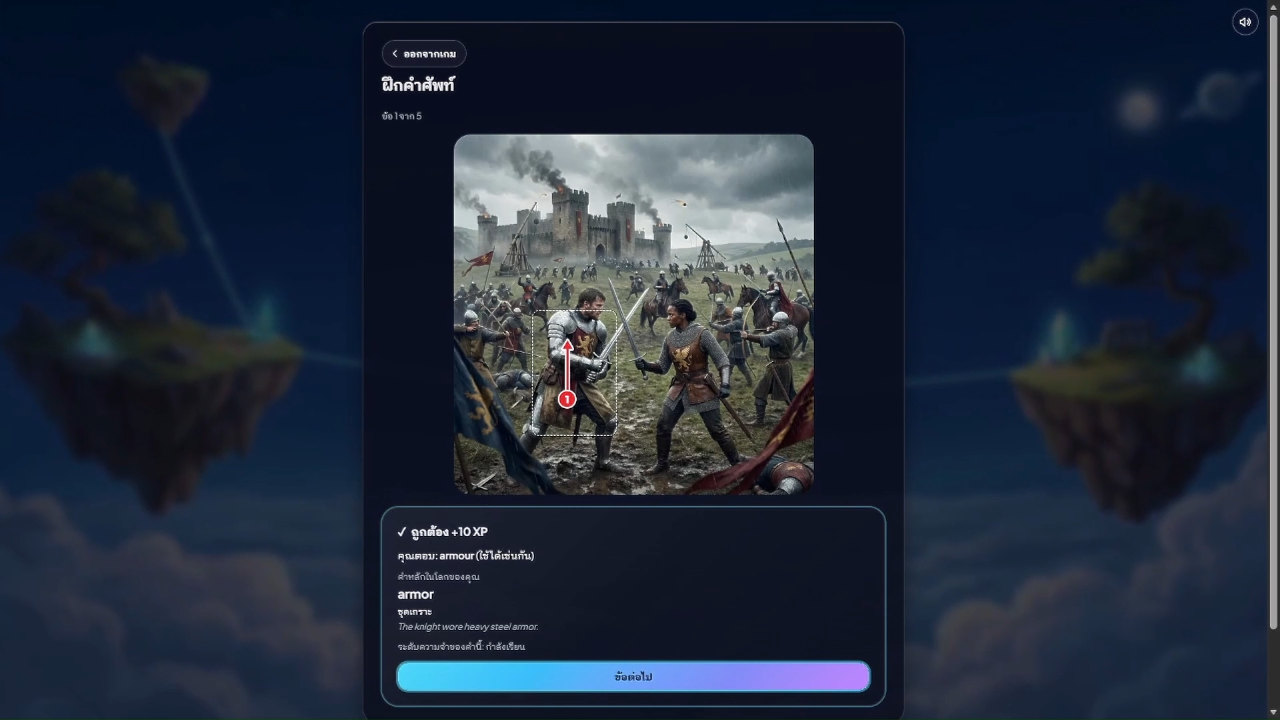 ออกจากเกม
ฝึกคำศัพท์
ข้อ 1 จาก 5
1
✓ ถูกต้อง +10 XP
คุณตอบ: armour (ใช้ได้เช่นกัน)
คำหลักในโลกของคุณ
armor
ชุดเกราะ
The knight wore heavy steel armor.
ระดับความจำของคำนี้: กำลังเรียน
ข้อต่อไป